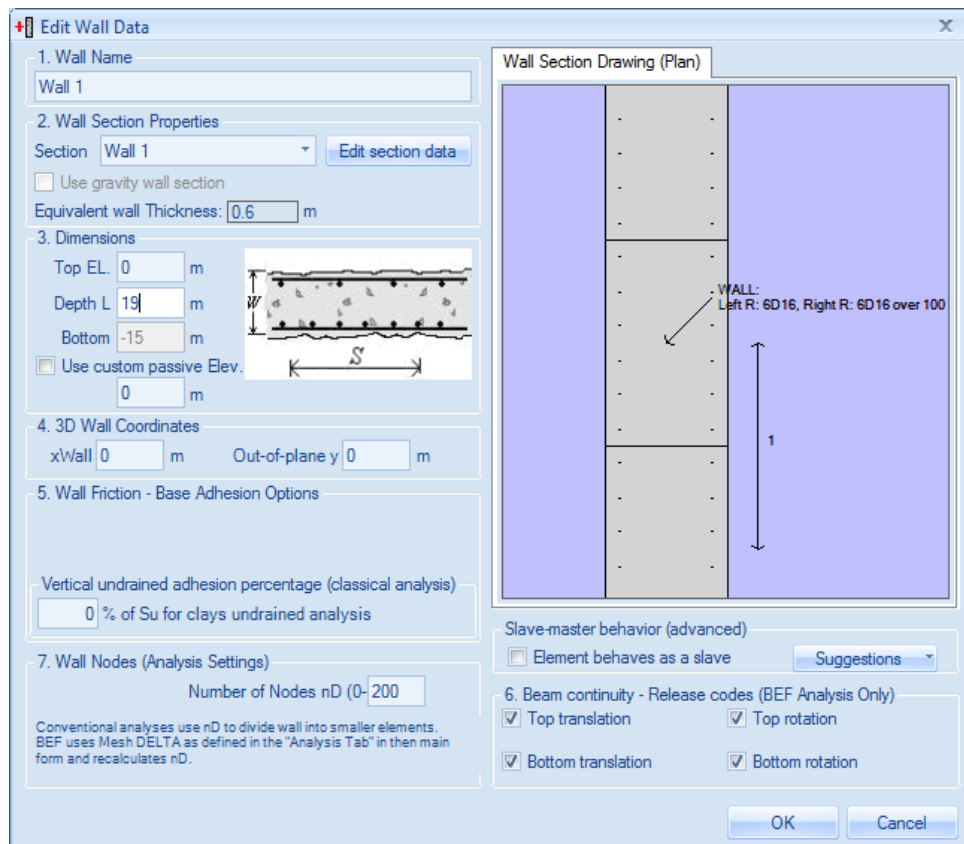 Edit Wall Data
1. Wall Name
Wall 1
2. Wall Section Properties
Section Wall 1 Edit section data
Use gravity wall section
Equivalent wall Thickness: 0.6 m
3. Dimensions
Top EL. 0 m
Depth L 19 m
Bottom -15 m
Use custom passive Elev.
0 m
W
S
4. 3D Wall Coordinates
xWall 0 m Out-of-plane y 0 m
5. Wall Friction - Base Adhesion Options
Vertical undrained adhesion percentage (classical analysis)
0 % of Su for clays undrained analysis
7. Wall Nodes (Analysis Settings)
Number of Nodes nD (0- 200
Conventional analyses use nD to divide wall into smaller elements.
BEF uses Mesh DELTA as defined in the "Analysis Tab" in then main
form and recalculates nD.
Wall Section Drawing (Plan)
WALL:
Left R: 6D16, Right R: 6D16 over 100
1
Slave-master behavior (advanced)
Element behaves as a slave Suggestions
6. Beam continuity - Release codes (BEF Analysis Only)
Top translation Top rotation
Bottom translation Bottom rotation
OK Cancel